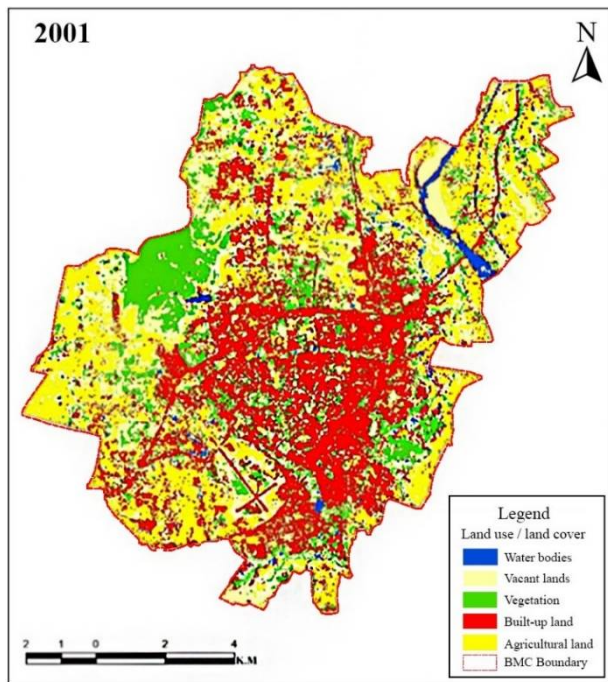 2001
N
Legend
Land use / land cover
Water bodies
Vacant lands
Vegetation
Built-up land
Agricultural land
BMC Boundary
2 1 0 2 4
K.M